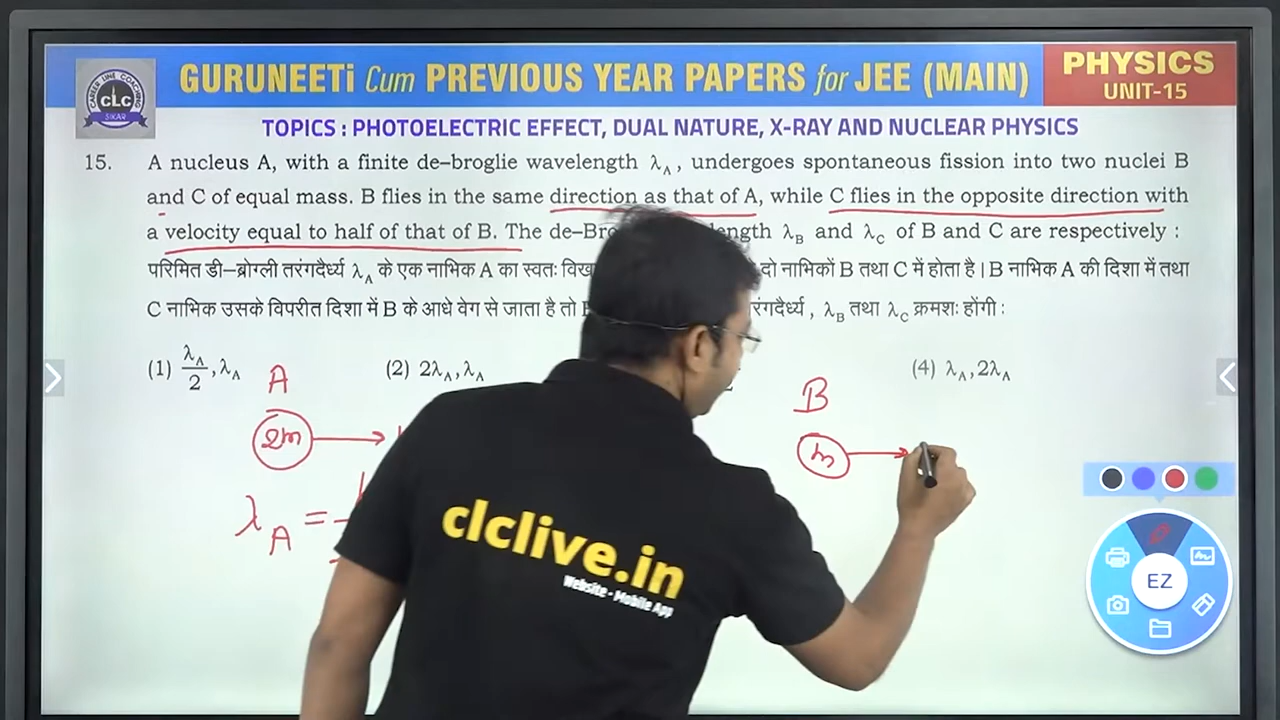 GURUNEETi Cum PREVIOUS YEAR PAPERS for JEE (MAIN)
PHYSICS
UNIT-15
CLC
SIKAR
TOPICS : PHOTOELECTRIC EFFECT, DUAL NATURE, X-RAY AND NUCLEAR PHYSICS
15. A nucleus A, with a finite de–broglie wavelength λA, undergoes spontaneous fission into two nuclei B
and C of equal mass. B flies in the same direction as that of A, while C flies in the opposite direction with
a velocity equal to half of that of B. The λB and λC of B and C are respectively :
परिमित डी–ब्रोग्ली तरंगदैर्ध्य λA के एक नाभिक A का स्वतः दो नाभिकों B तथा C में होता है। B नाभिक A की दिशा में तथा
C नाभिक उसके विपरीत दिशा में B के आधे वेग से जाता है तो λB तथा λC क्रमशः होंगी :
(1) λA/2, λA (2) 2λA, λA (4) λA, 2λA
A
2m
B
m
λA =
clclive.in
Website - Mobile App
EZ